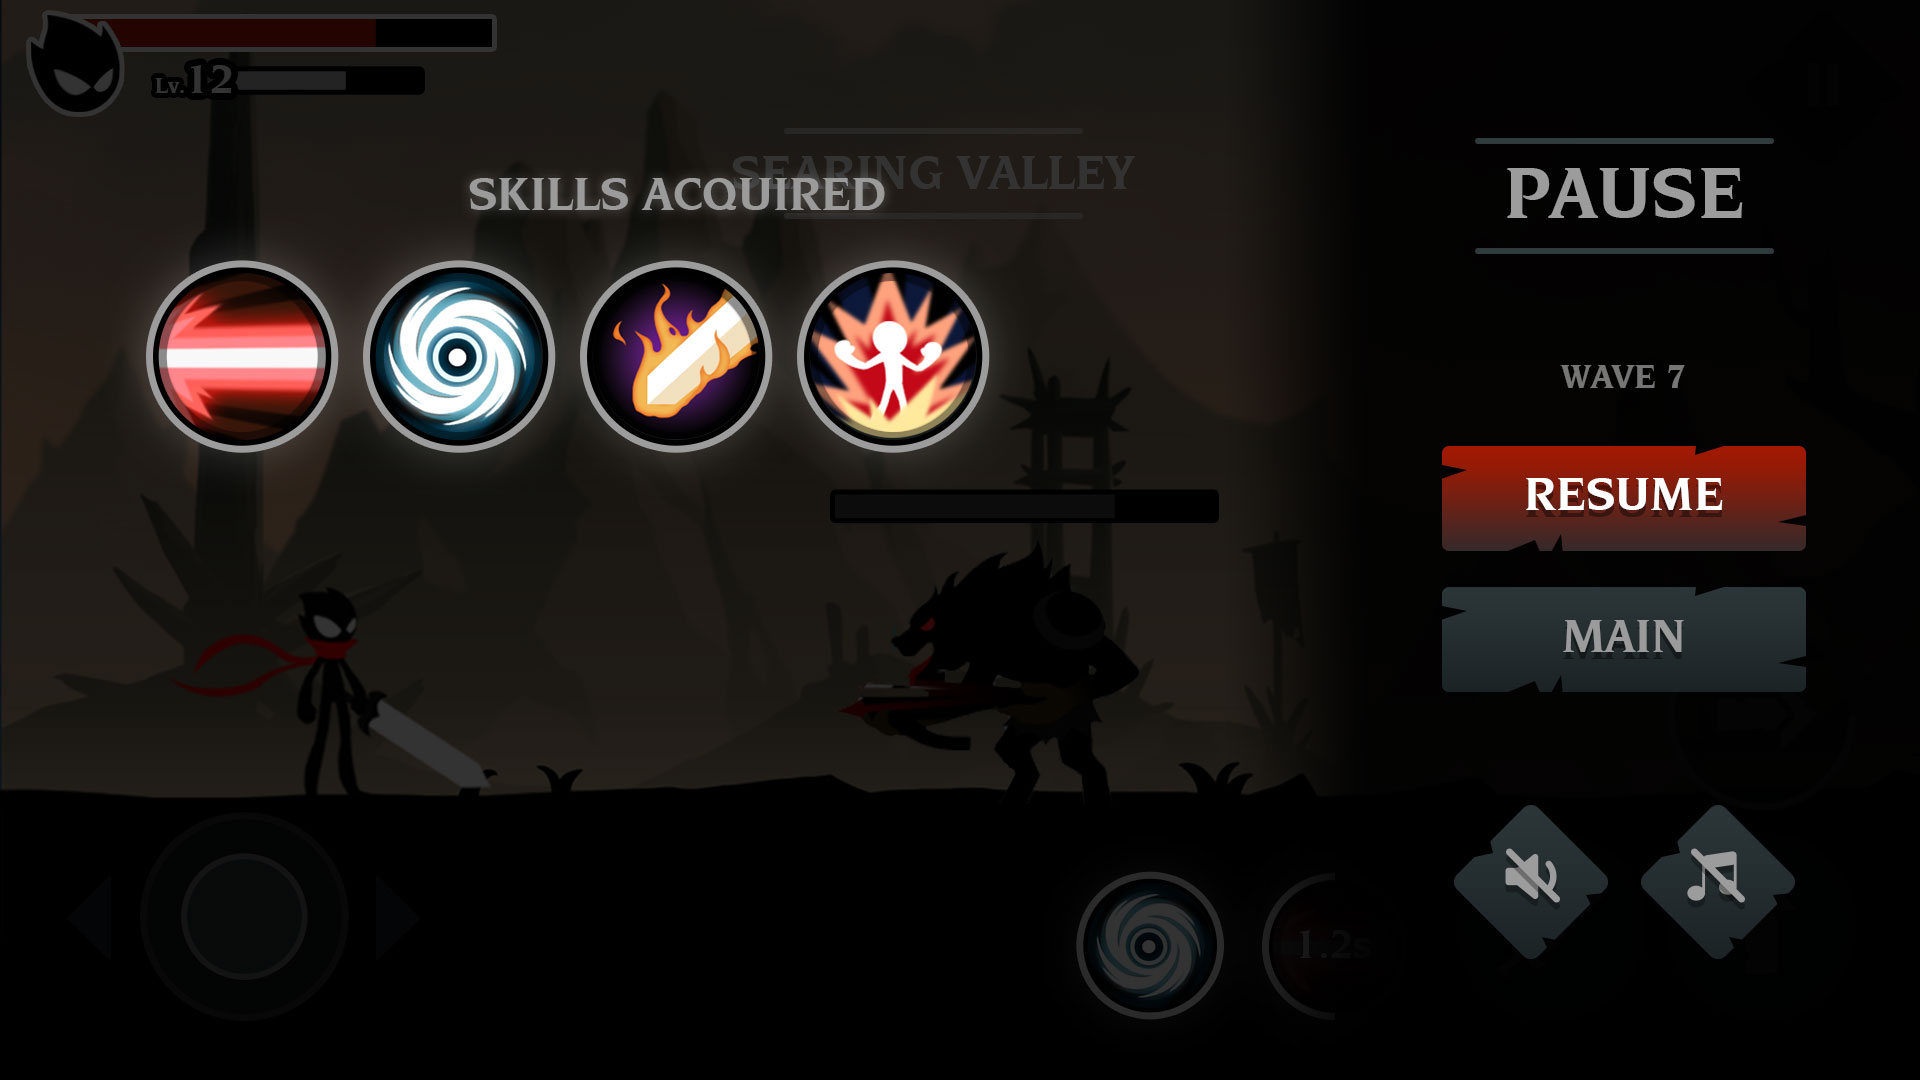 Lv.12
SEARING VALLEY
SKILLS ACQUIRED
PAUSE
WAVE 7
RESUME
MAIN
1.2s